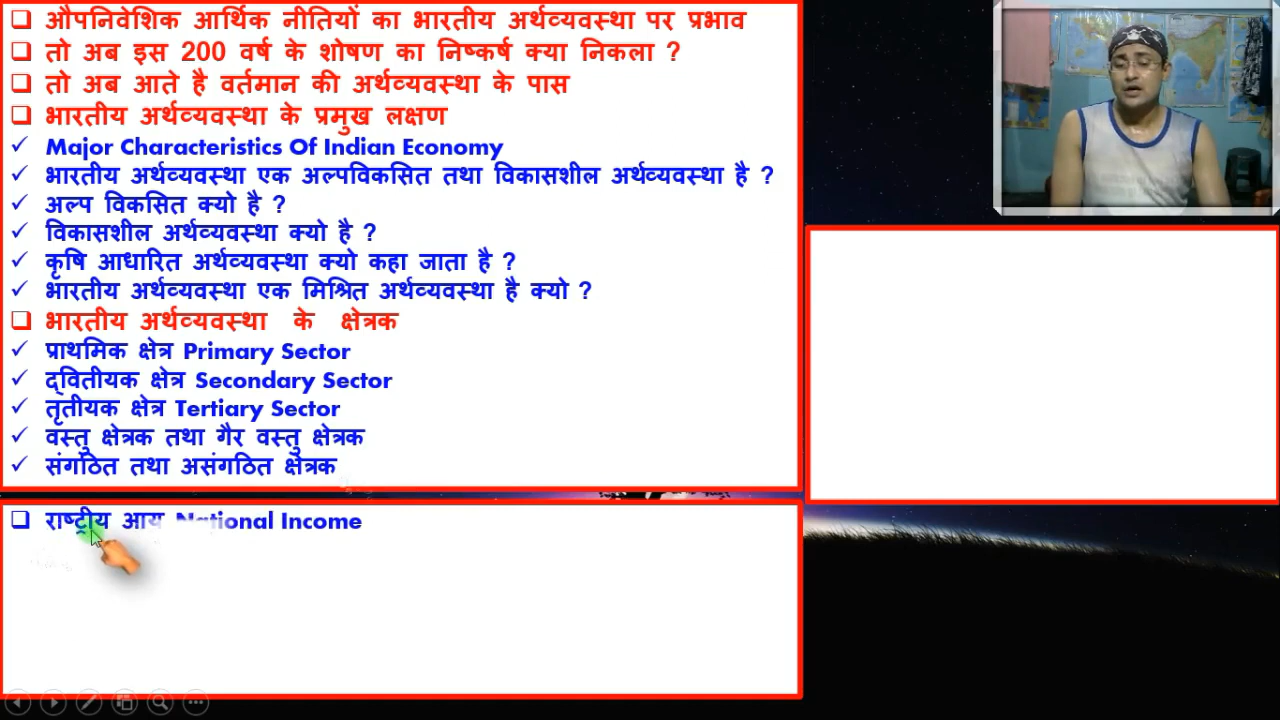 औपनिवेशिक आर्थिक नीतियों का भारतीय अर्थव्यवस्था पर प्रभाव
तो अब इस 200 वर्ष के शोषण का निष्कर्ष क्या निकला ?
तो अब आते है वर्तमान की अर्थव्यवस्था के पास
भारतीय अर्थव्यवस्था के प्रमुख लक्षण
Major Characteristics Of Indian Economy
भारतीय अर्थव्यवस्था एक अल्पविकसित तथा विकासशील अर्थव्यवस्था है ?
अल्प विकसित क्यो है ?
विकासशील अर्थव्यवस्था क्यो है ?
कृषि आधारित अर्थव्यवस्था क्यो कहा जाता है ?
भारतीय अर्थव्यवस्था एक मिश्रित अर्थव्यवस्था है क्यो ?
भारतीय अर्थव्यवस्था के क्षेत्रक
प्राथमिक क्षेत्र Primary Sector
द्वितीयक क्षेत्र Secondary Sector
तृतीयक क्षेत्र Tertiary Sector
वस्तु क्षेत्रक तथा गैर वस्तु क्षेत्रक
संगठित तथा असंगठित क्षेत्रक
राष्ट्रीय आय National Income